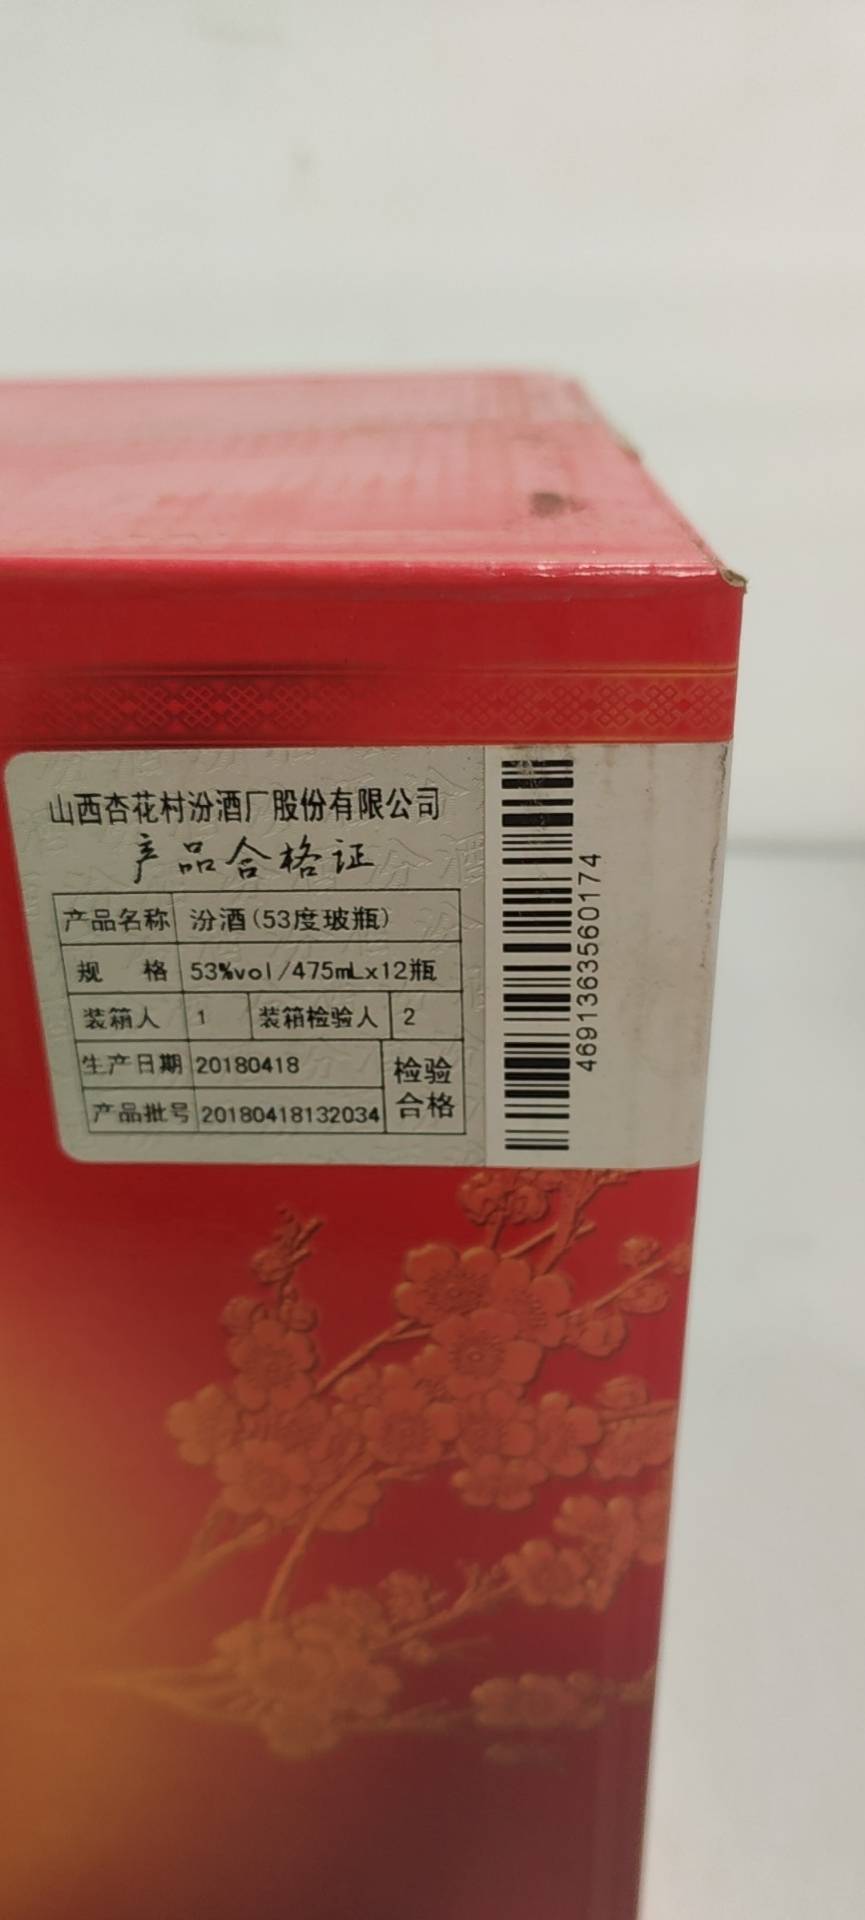 山西杏花村汾酒厂股份有限公司
产品合格证
产品名称 汾酒(53度玻瓶)
规 格 53%vol/475mLx12瓶
装箱人 1 装箱检验人 2
生产日期 20180418 检验
产品批号 20180418132034 合格
4691363560174